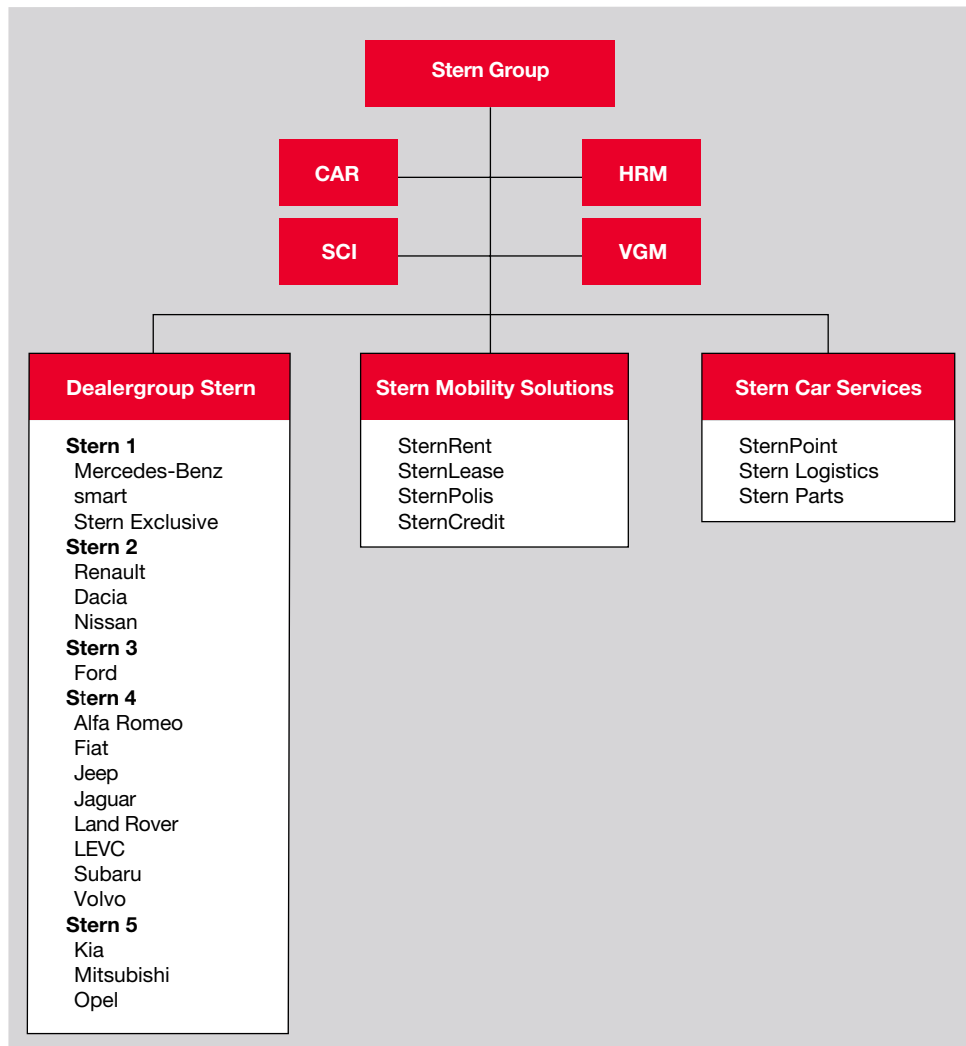 Stern Group
CAR
HRM
SCI
VGM
Dealergroup Stern
Stern 1
Mercedes-Benz
smart
Stern Exclusive
Stern 2
Renault
Dacia
Nissan
Stern 3
Ford
Stern 4
Alfa Romeo
Fiat
Jeep
Jaguar
Land Rover
LEVC
Subaru
Volvo
Stern 5
Kia
Mitsubishi
Opel
Stern Mobility Solutions
SternRent
SternLease
SternPolis
SternCredit
Stern Car Services
SternPoint
Stern Logistics
Stern Parts